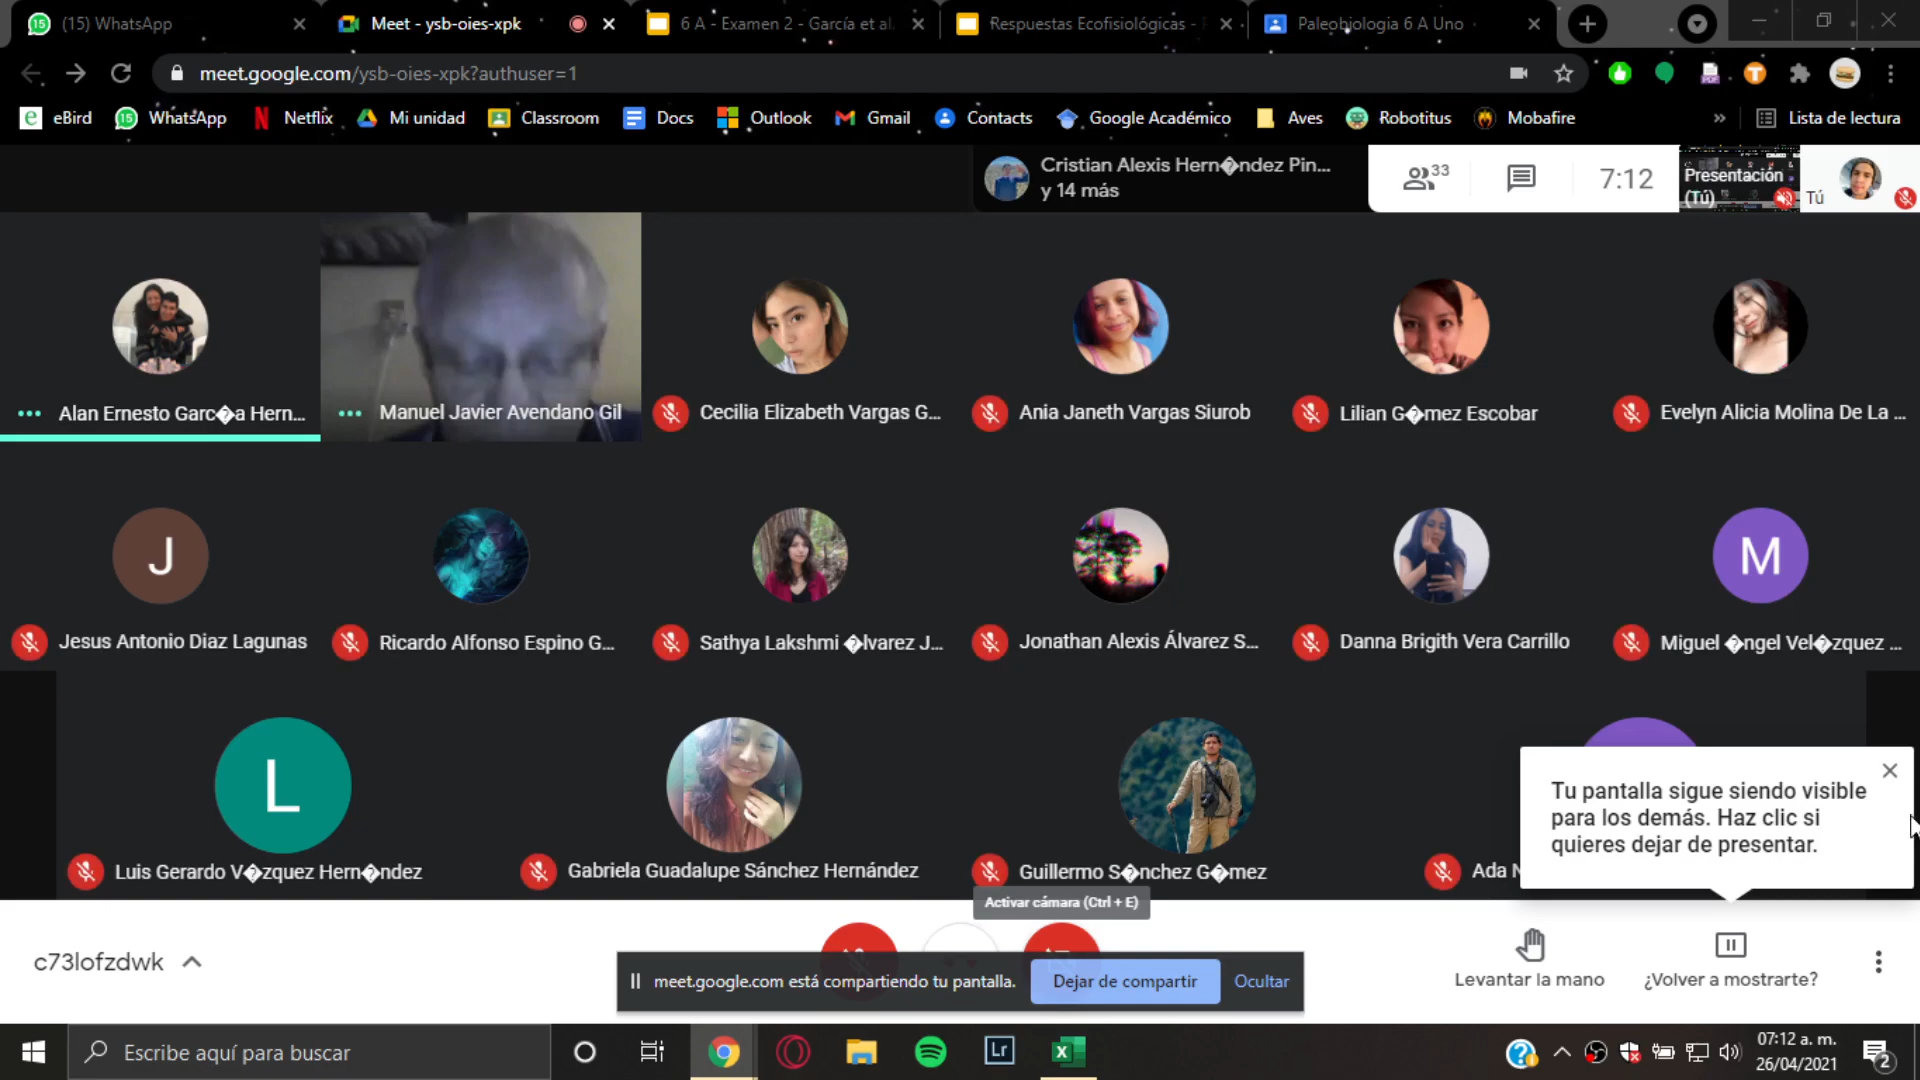 (15) WhatsApp
Meet - ysb-oies-xpk
6 A - Examen 2 - García et al.
Respuestas Ecofisiológicas -
Paleobiologia 6 A Uno
meet.google.com/ysb-oies-xpk?authuser=1
eBird
WhatsApp
Netflix
Mi unidad
Classroom
Docs
Outlook
Gmail
Contacts
Google Académico
Aves
Robotitus
Mobafire
»
Lista de lectura
Cristian Alexis Hern�ndez Pin...
y 14 más
33
7:12
Presentación
(Tú)
Tú
Alan Ernesto Garc�a Hern...
Manuel Javier Avendano Gil
Cecilia Elizabeth Vargas G...
Ania Janeth Vargas Siurob
Lilian G�mez Escobar
Evelyn Alicia Molina De La ...
J
M
Jesus Antonio Diaz Lagunas
Ricardo Alfonso Espino G...
Sathya Lakshmi �lvarez J...
Jonathan Alexis Álvarez S...
Danna Brigith Vera Carrillo
Miguel �ngel Vel�zquez ...
L
Luis Gerardo V�zquez Hern�ndez
Gabriela Guadalupe Sánchez Hernández
Guillermo S�nchez G�mez
Ada
Tu pantalla sigue siendo visible
para los demás. Haz clic si
quieres dejar de presentar.
Activar cámara (Ctrl + E)
c73lofzdwk
meet.google.com está compartiendo tu pantalla.
Dejar de compartir
Ocultar
Levantar la mano
¿Volver a mostrarte?
Escribe aquí para buscar
Lr
07:12 a. m.
26/04/2021
2